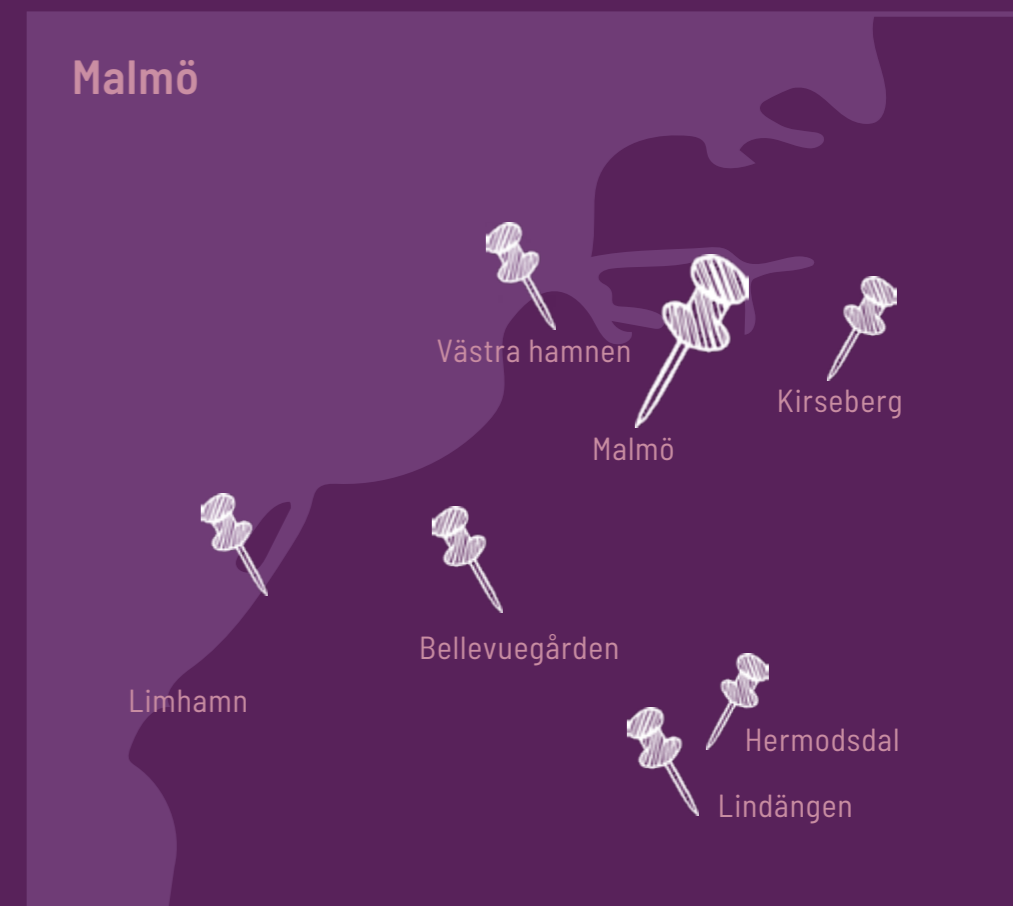 Malmö
Västra hamnen
Kirseberg
Malmö
Bellevuegården
Limhamn
Hermodsdal
Lindängen